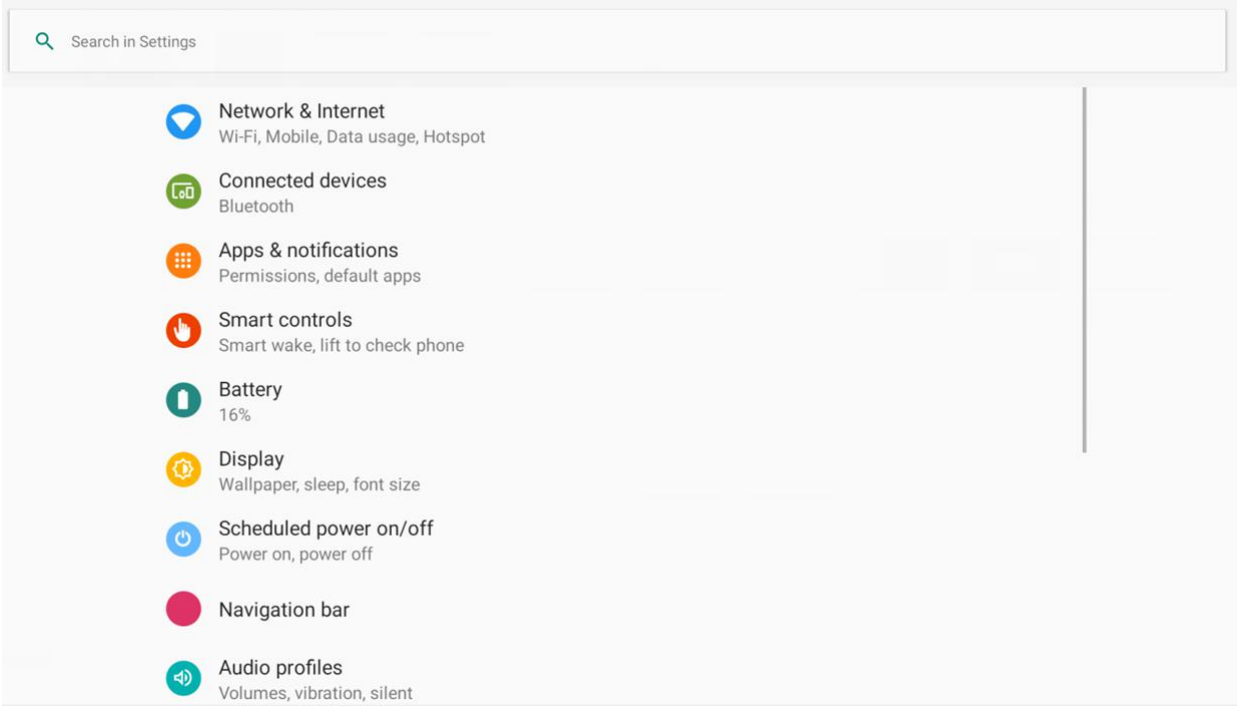 Search in Settings
Network & Internet
Wi-Fi, Mobile, Data usage, Hotspot
Connected devices
Bluetooth
Apps & notifications
Permissions, default apps
Smart controls
Smart wake, lift to check phone
Battery
16%
Display
Wallpaper, sleep, font size
Scheduled power on/off
Power on, power off
Navigation bar
Audio profiles
Volumes, vibration, silent